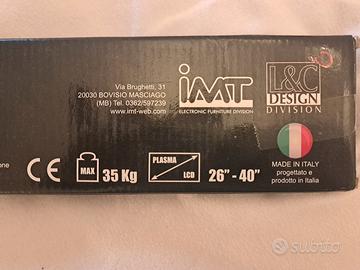 Via Brughetti, 31
20030 BOVISIO MASCIAGO
(MB) Tel. 0362/597239
www.imt-web.com
iMT
ELECTRONIC FURNITURE DIVISION
L&C
DESIGN
DIVISION
MADE IN ITALY
progettato e
prodotto in Italia
one
CE
MAX
35 Kg
PLASMA
LCD
26” - 40”
subito